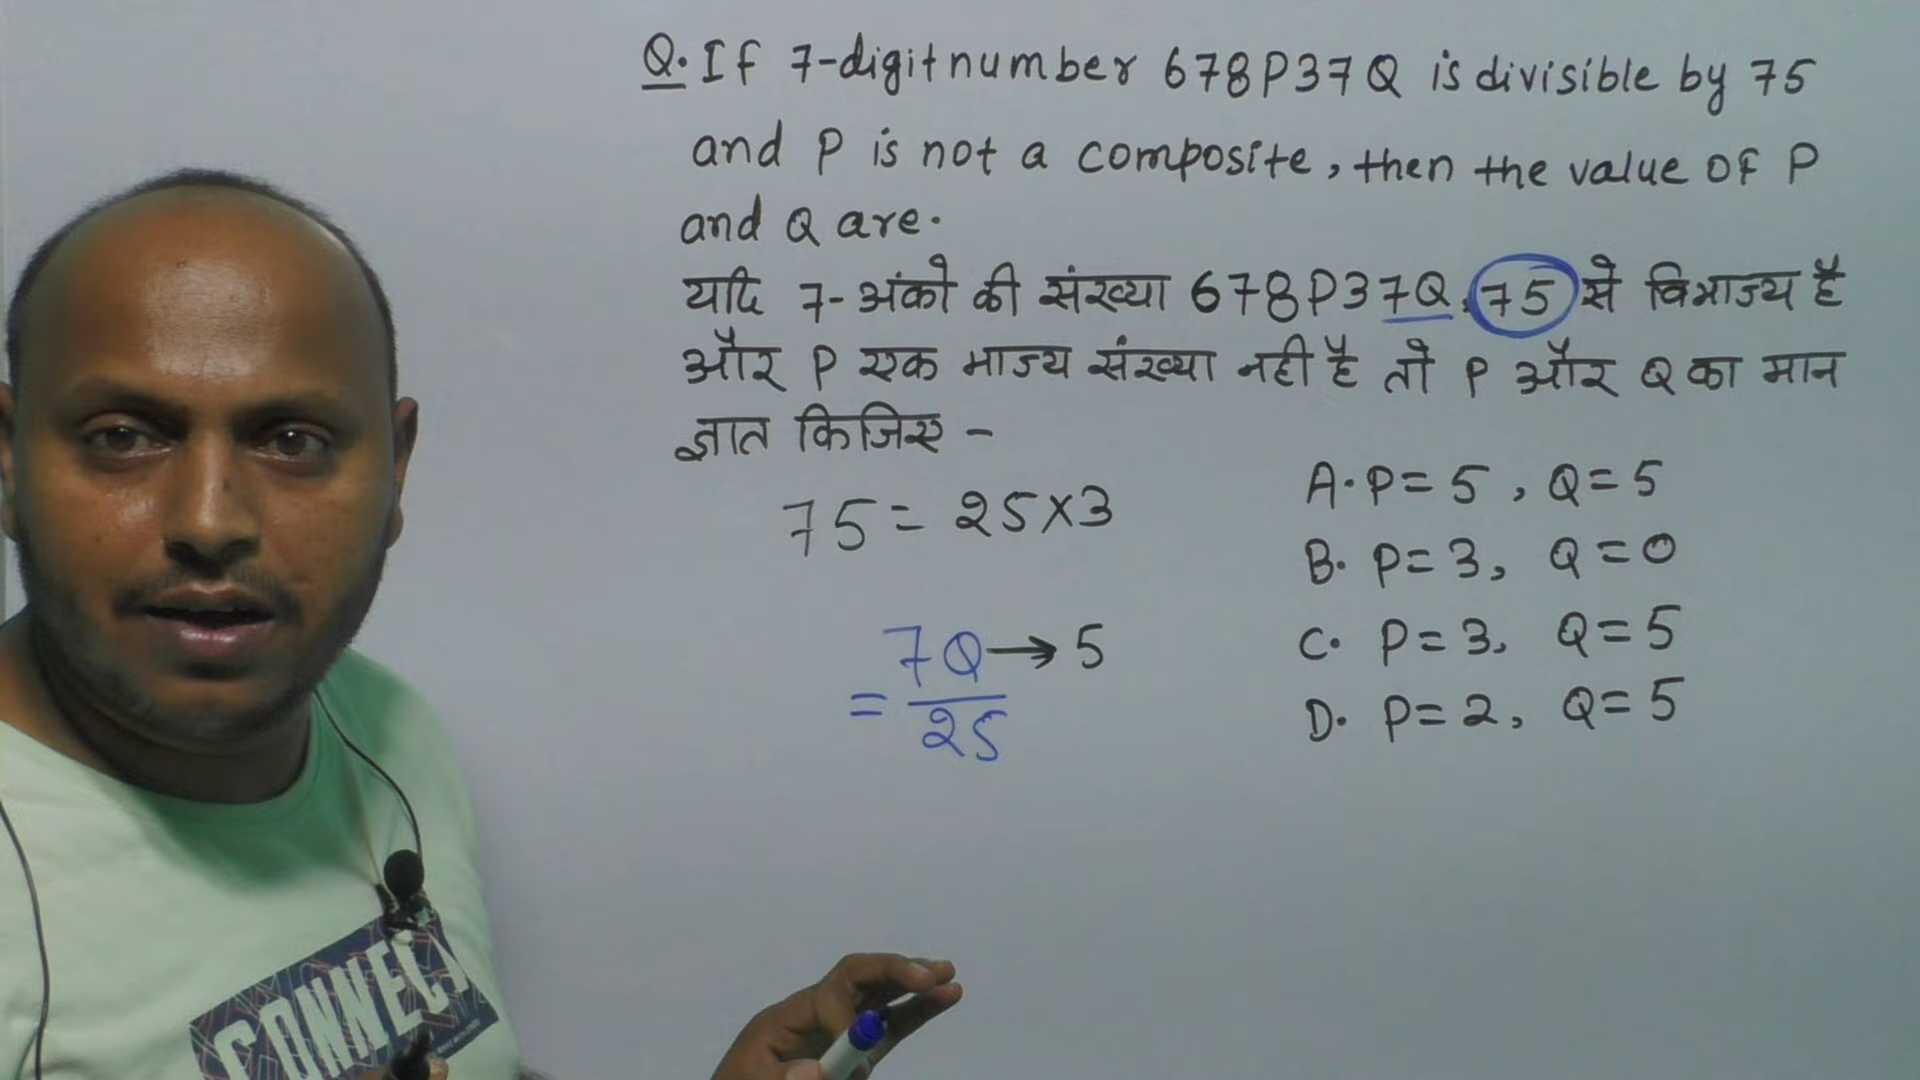 Q. If 7-digit number 678P37Q is divisible by 75
and P is not a composite, then the value of P
and Q are.
यदि 7-अंको की संख्या 678P37Q, 75 से विभाज्य है
और P एक भाज्य संख्या नही है तो P और Q का मान
ज्ञात किजिए -
75 = 25×3
= 7Q → 5
25
A. P = 5, Q = 5
B. P = 3, Q = 0
C. P = 3, Q = 5
D. P = 2, Q = 5
CONNECT